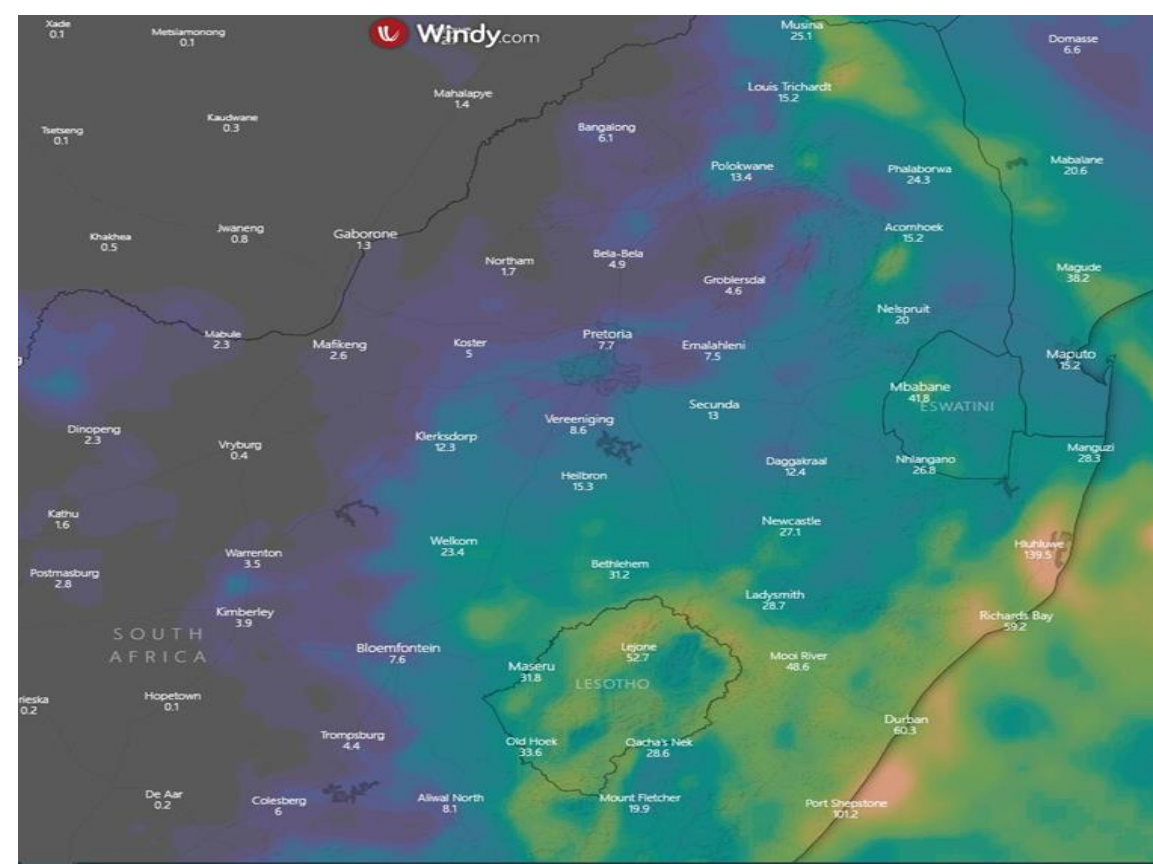 Xade
0.1
Metsiamonong
0.1
Windy.com
Musina
25.1
Domasse
6.6
Mahalapye
1.4
Louis Trichardt
15.2
Tsetseng
0.1
Kaudwane
0.3
Bangalong
6.1
Polokwane
13.4
Phalaborwa
24.3
Mabalane
20.6
Khakhea
0.5
Jwaneng
0.8
Gaborone
1.3
Acornhoek
15.2
Northam
1.7
Bela-Bela
4.9
Groblersdal
4.6
Magude
38.2
Nelspruit
20
Mabule
2.3
Mafikeng
2.6
Koster
5
Pretoria
7.7
Emalahleni
7.5
Maputo
15.2
Mbabane
41.8
ESWATINI
Dinopeng
2.3
Vryburg
0.4
Klerksdorp
12.3
Vereeniging
8.6
Secunda
13
Heilbron
15.3
Daggakraal
12.4
Nhlangano
26.8
Manguzi
28.3
Kathu
1.6
Warrenton
3.5
Welkom
23.4
Newcastle
27.1
Hluhluwe
139.5
Postmasburg
2.8
Bethlehem
31.2
Kimberley
3.9
Ladysmith
28.7
Richards Bay
59.2
SOUTH
AFRICA
Bloemfontein
7.6
Maseru
31.8
Lejone
52.7
LESOTHO
Mooi River
48.6
rieska
0.2
Hopetown
0.1
Trompsburg
4.4
Old Hoek
33.6
Qacha's Nek
28.6
Durban
60.3
De Aar
0.2
Colesberg
6
Aliwal North
8.1
Mount Fletcher
19.9
Port Shepstone
101.2